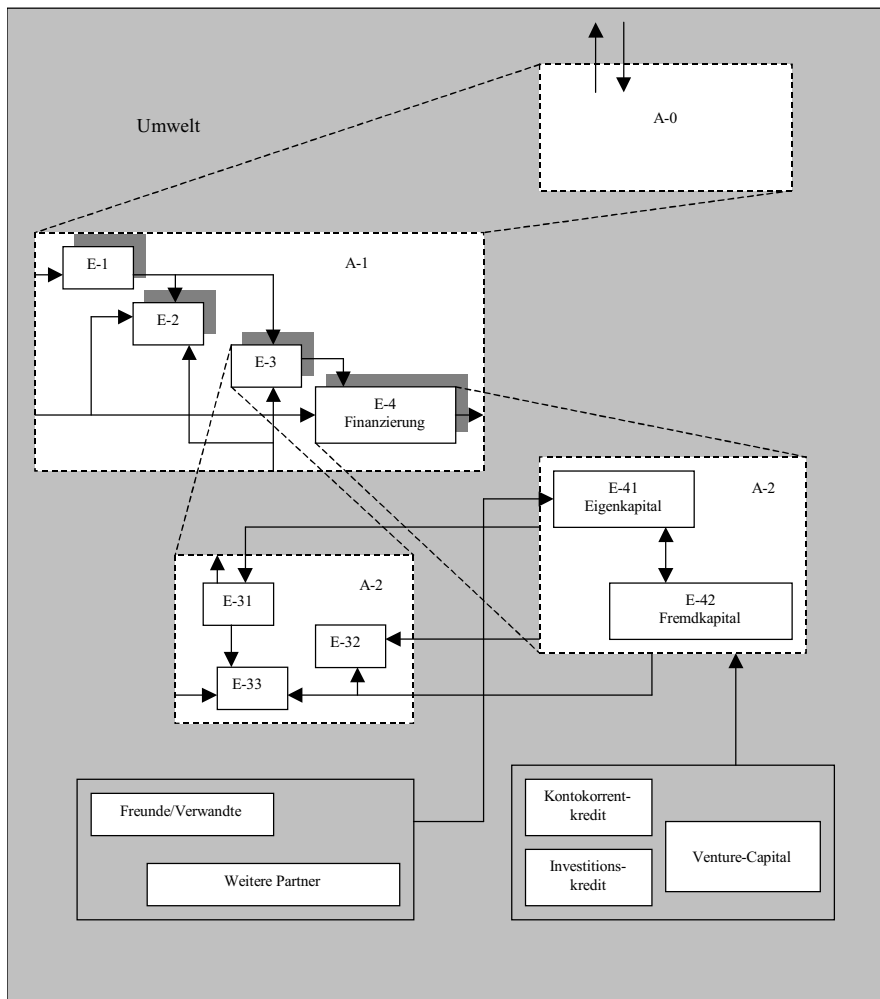 A-0
Umwelt
E-1
A-1
E-2
E-3
E-4
Finanzierung
E-41
Eigenkapital
A-2
E-42
Fremdkapital
A-2
E-31
E-32
E-33
Freunde/Verwandte
Weitere Partner
Kontokorrent-
kredit
Investitions-
kredit
Venture-Capital